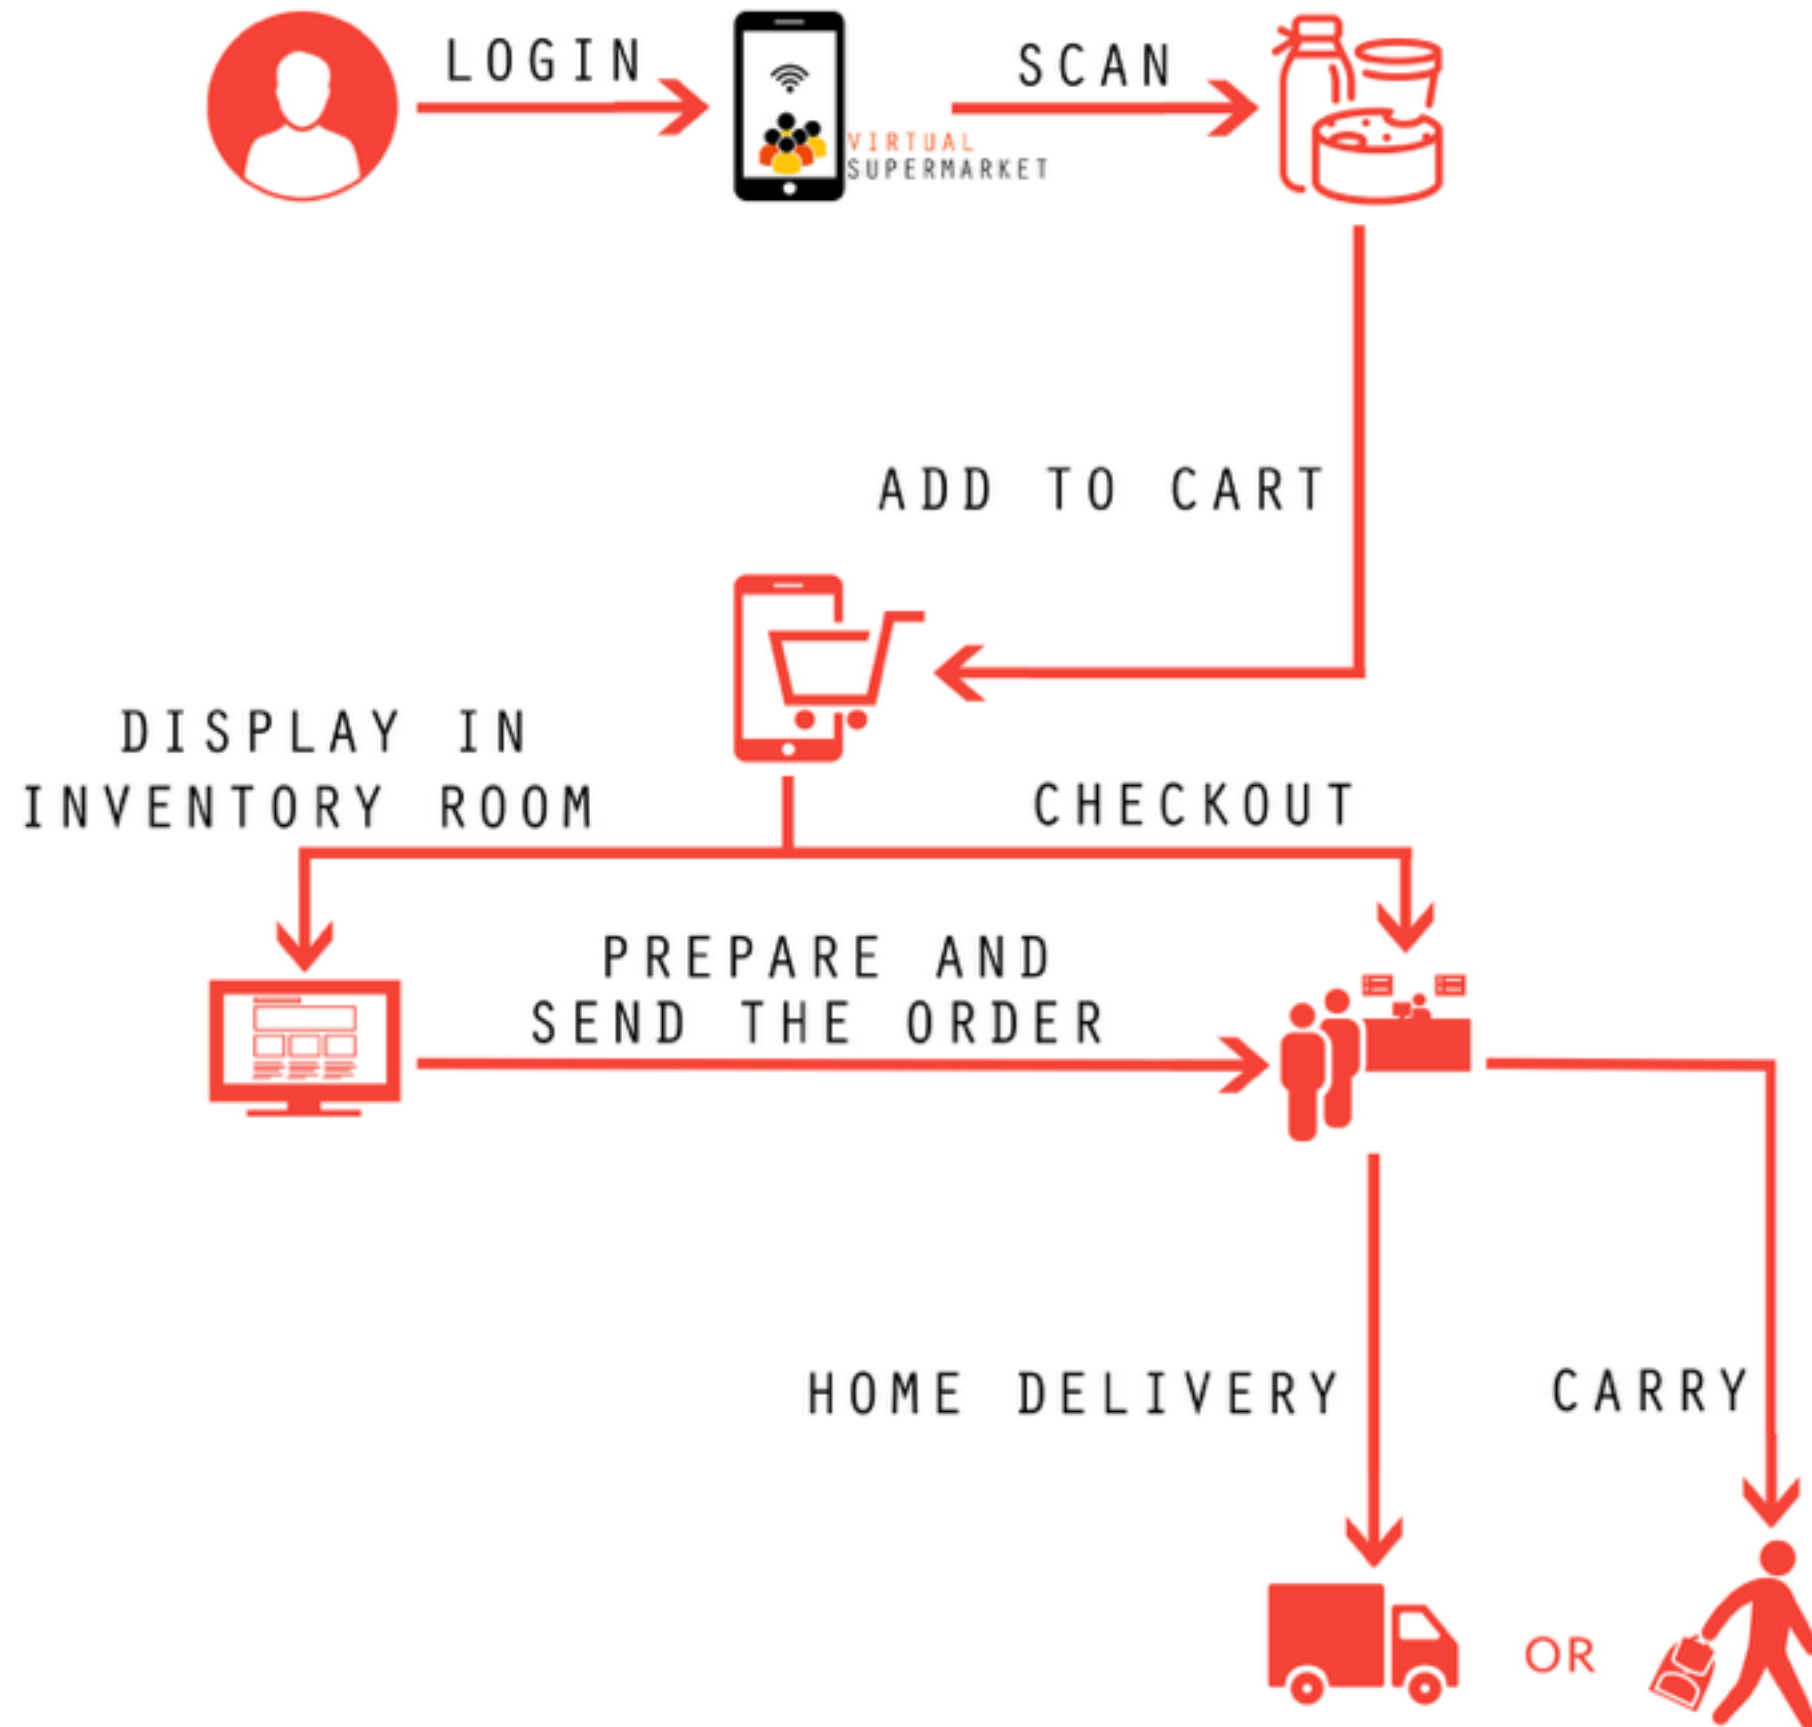 LOGIN
SCAN
VIRTUAL
SUPERMARKET
ADD TO CART
DISPLAY IN
INVENTORY ROOM
CHECKOUT
PREPARE AND
SEND THE ORDER
HOME DELIVERY
CARRY
OR